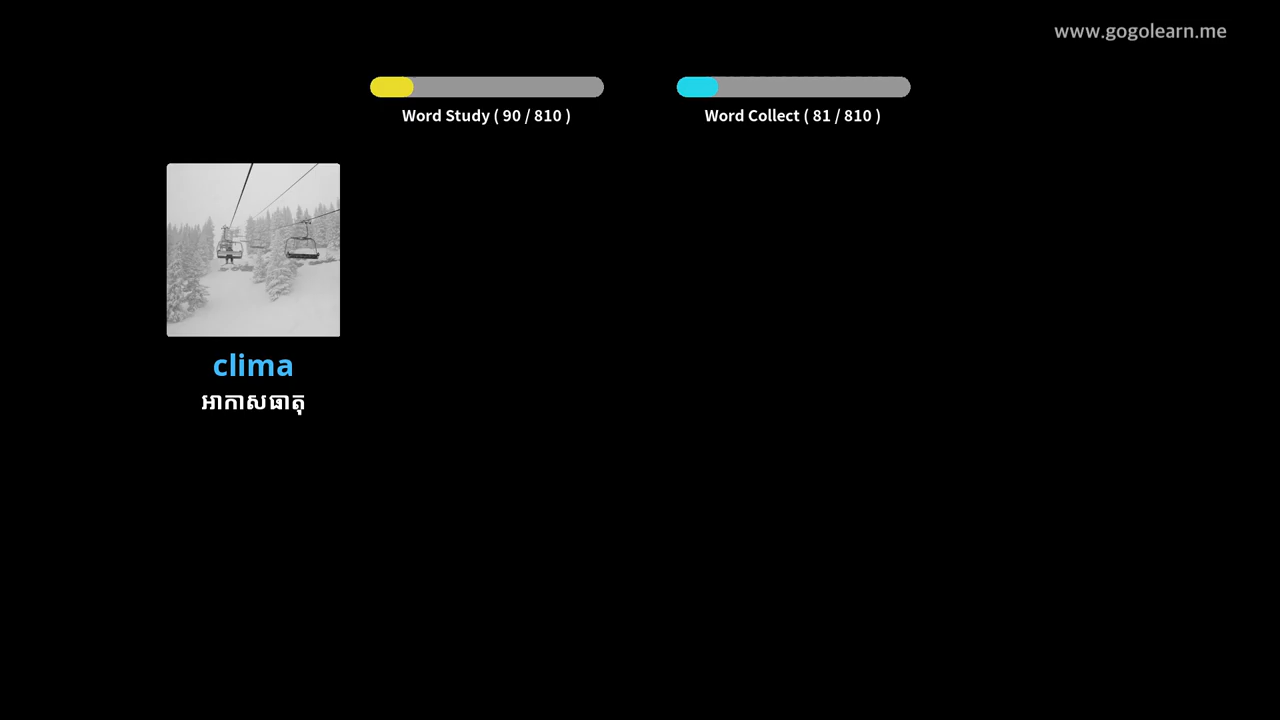 www.gogolearn.me
Word Study ( 90 / 810 )
Word Collect ( 81 / 810 )
clima
អាកាសធាតុ